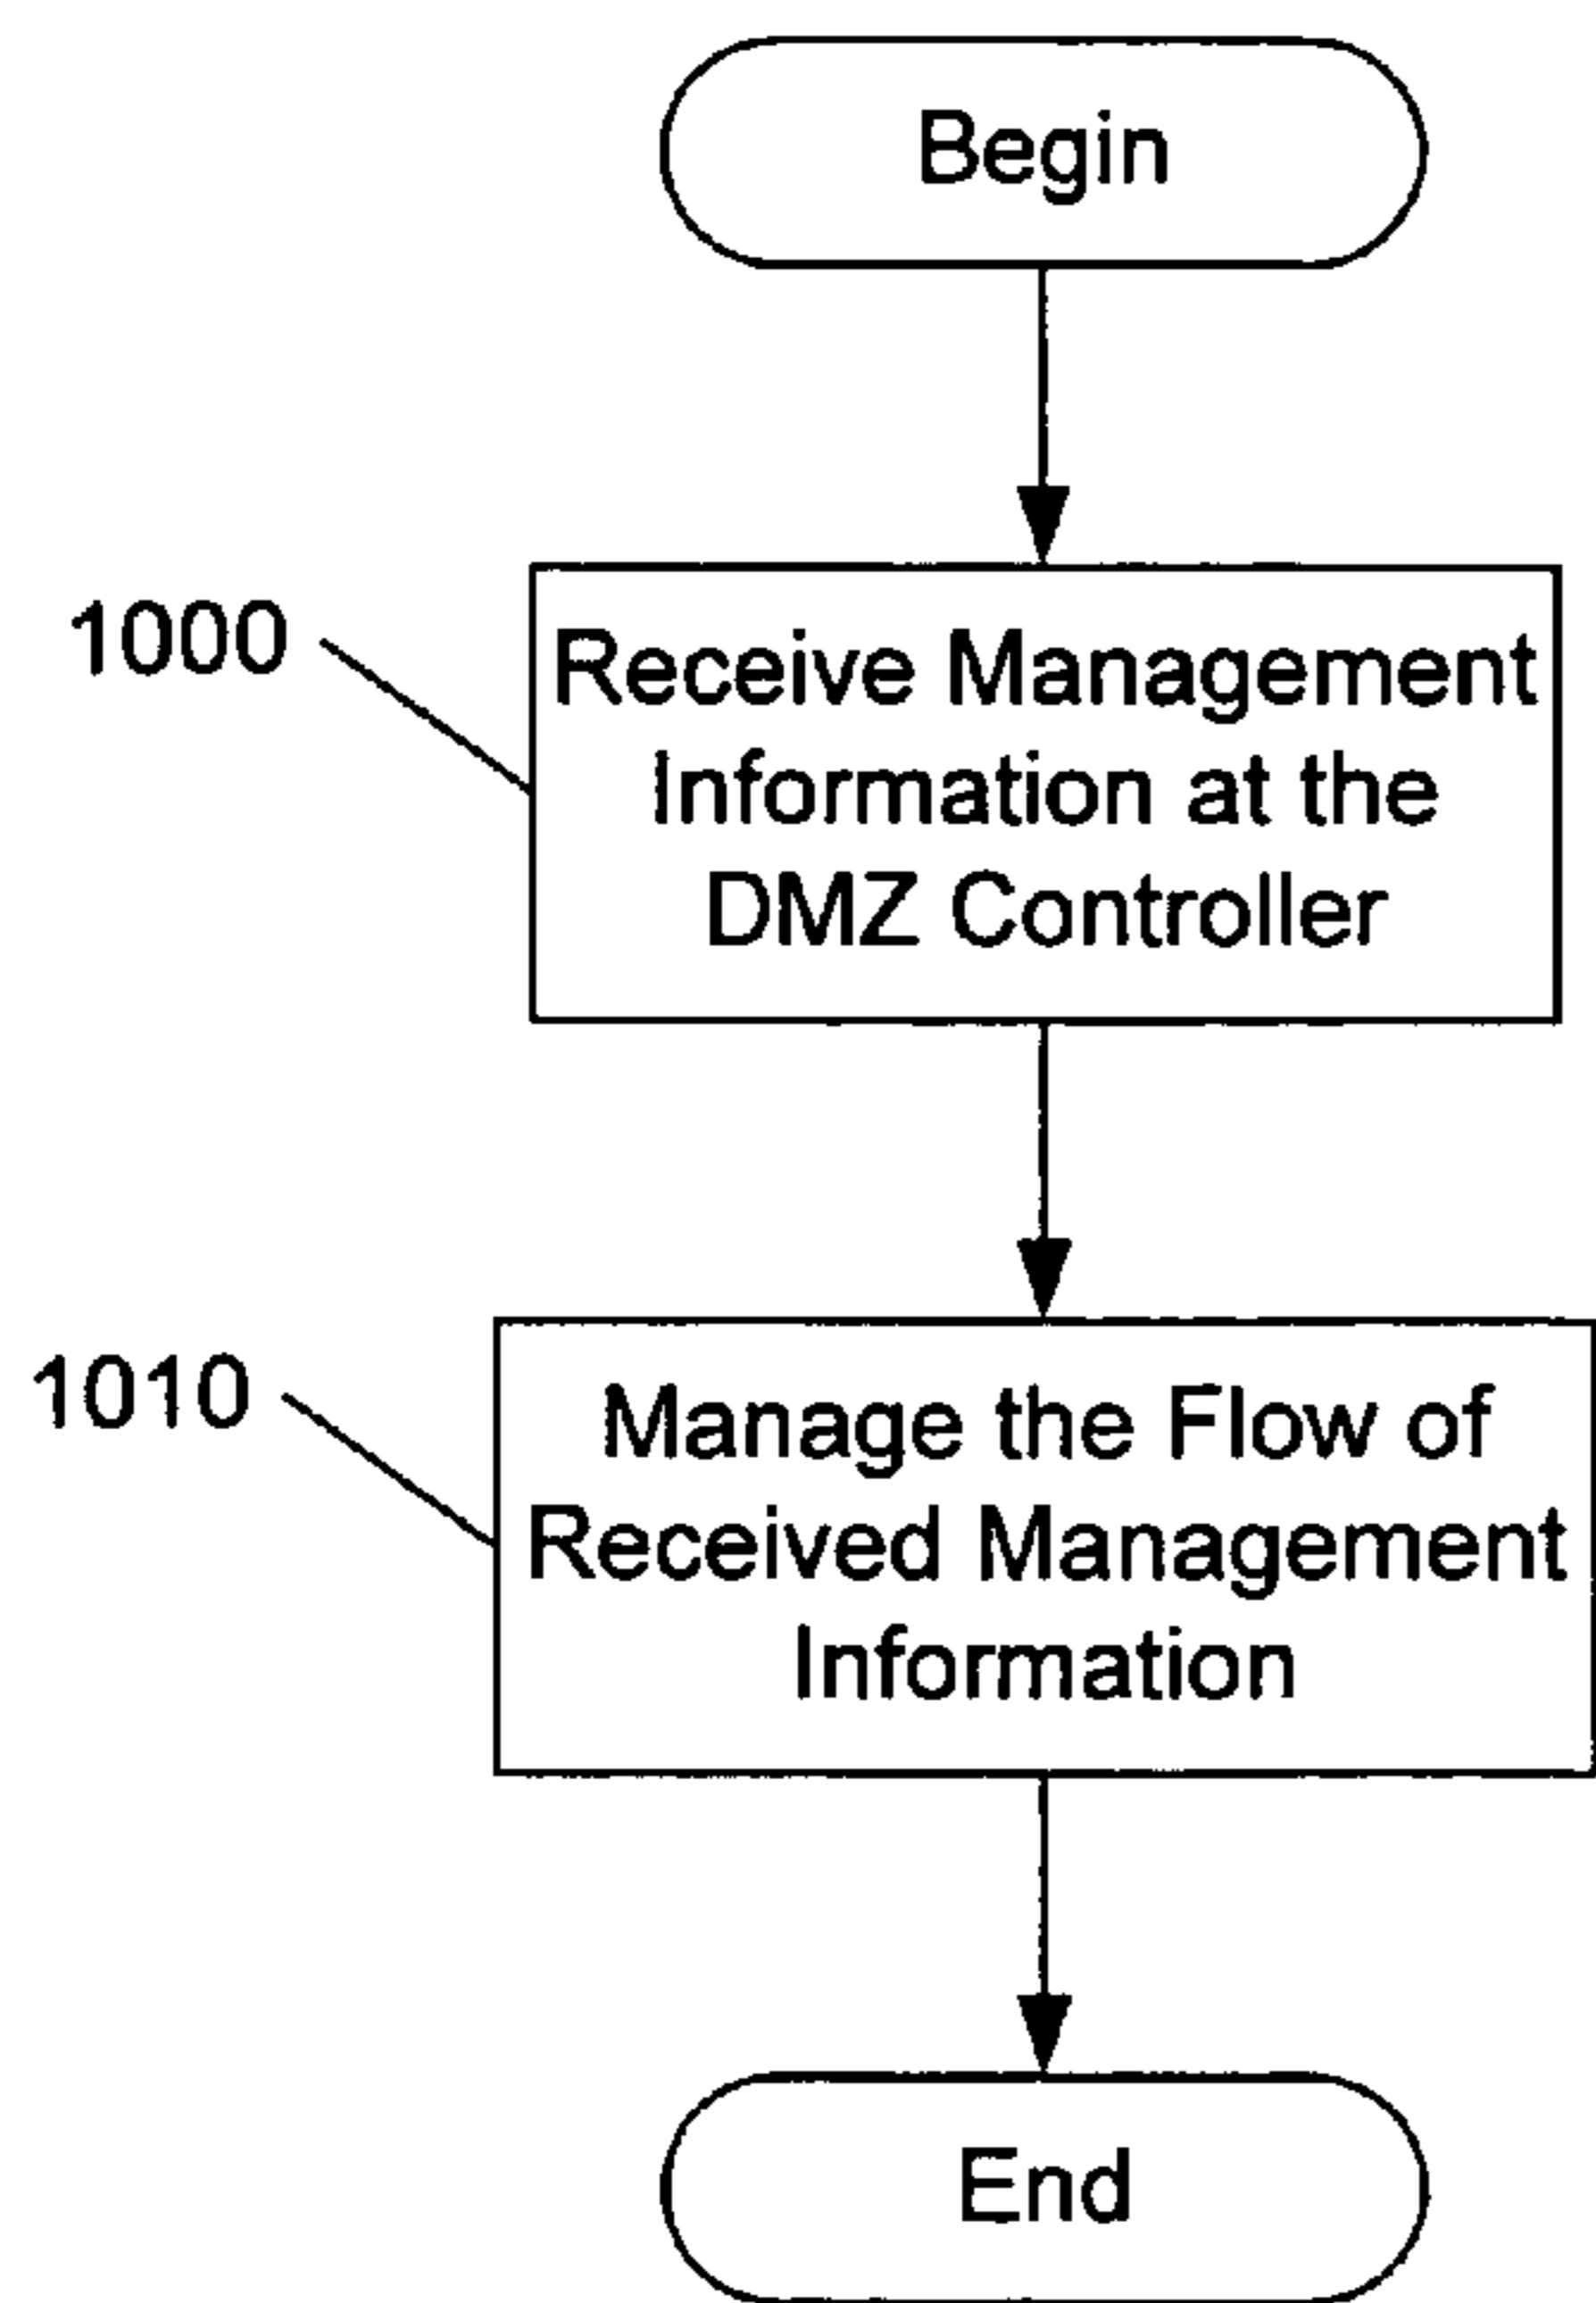 Begin
1000
Receive Management
Information at the
DMZ Controller
1010
Manage the Flow of
Received Management
Information
End